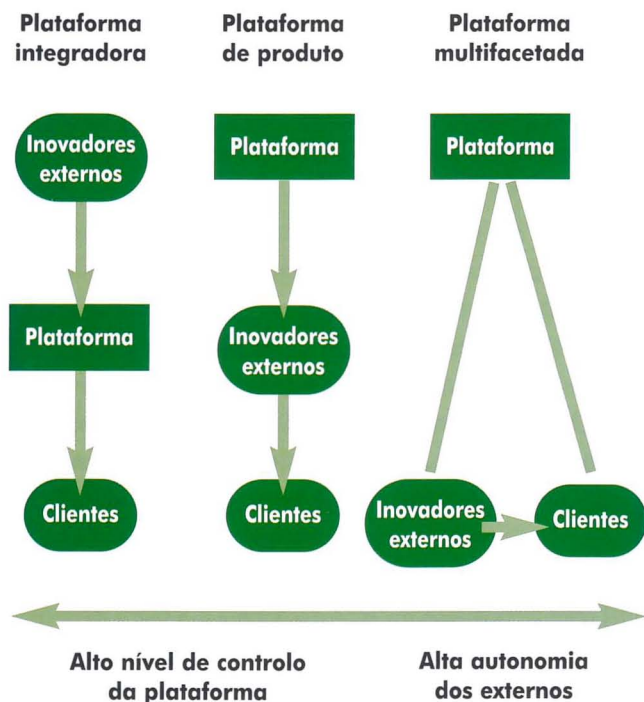 Plataforma
integradora
Plataforma
de produto
Plataforma
multifacetada
Inovadores
externos
Plataforma
Clientes
Plataforma
Inovadores
externos
Clientes
Plataforma
Inovadores
externos
Clientes
Alto nível de controlo
da plataforma
Alta autonomia
dos externos